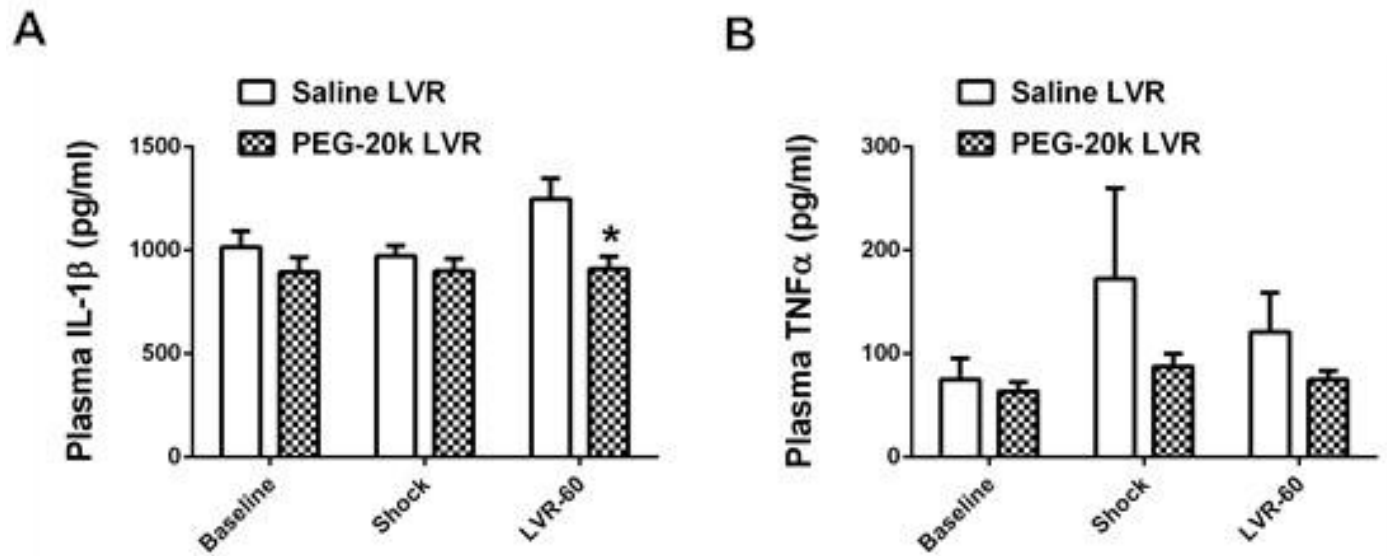 A
Saline LVR
PEG-20k LVR
Plasma IL-1β (pg/ml)
1500
1000
500
0
*
Baseline
Shock
LVR-60
B
Saline LVR
PEG-20k LVR
Plasma TNFα (pg/ml)
300
200
100
0
Baseline
Shock
LVR-60